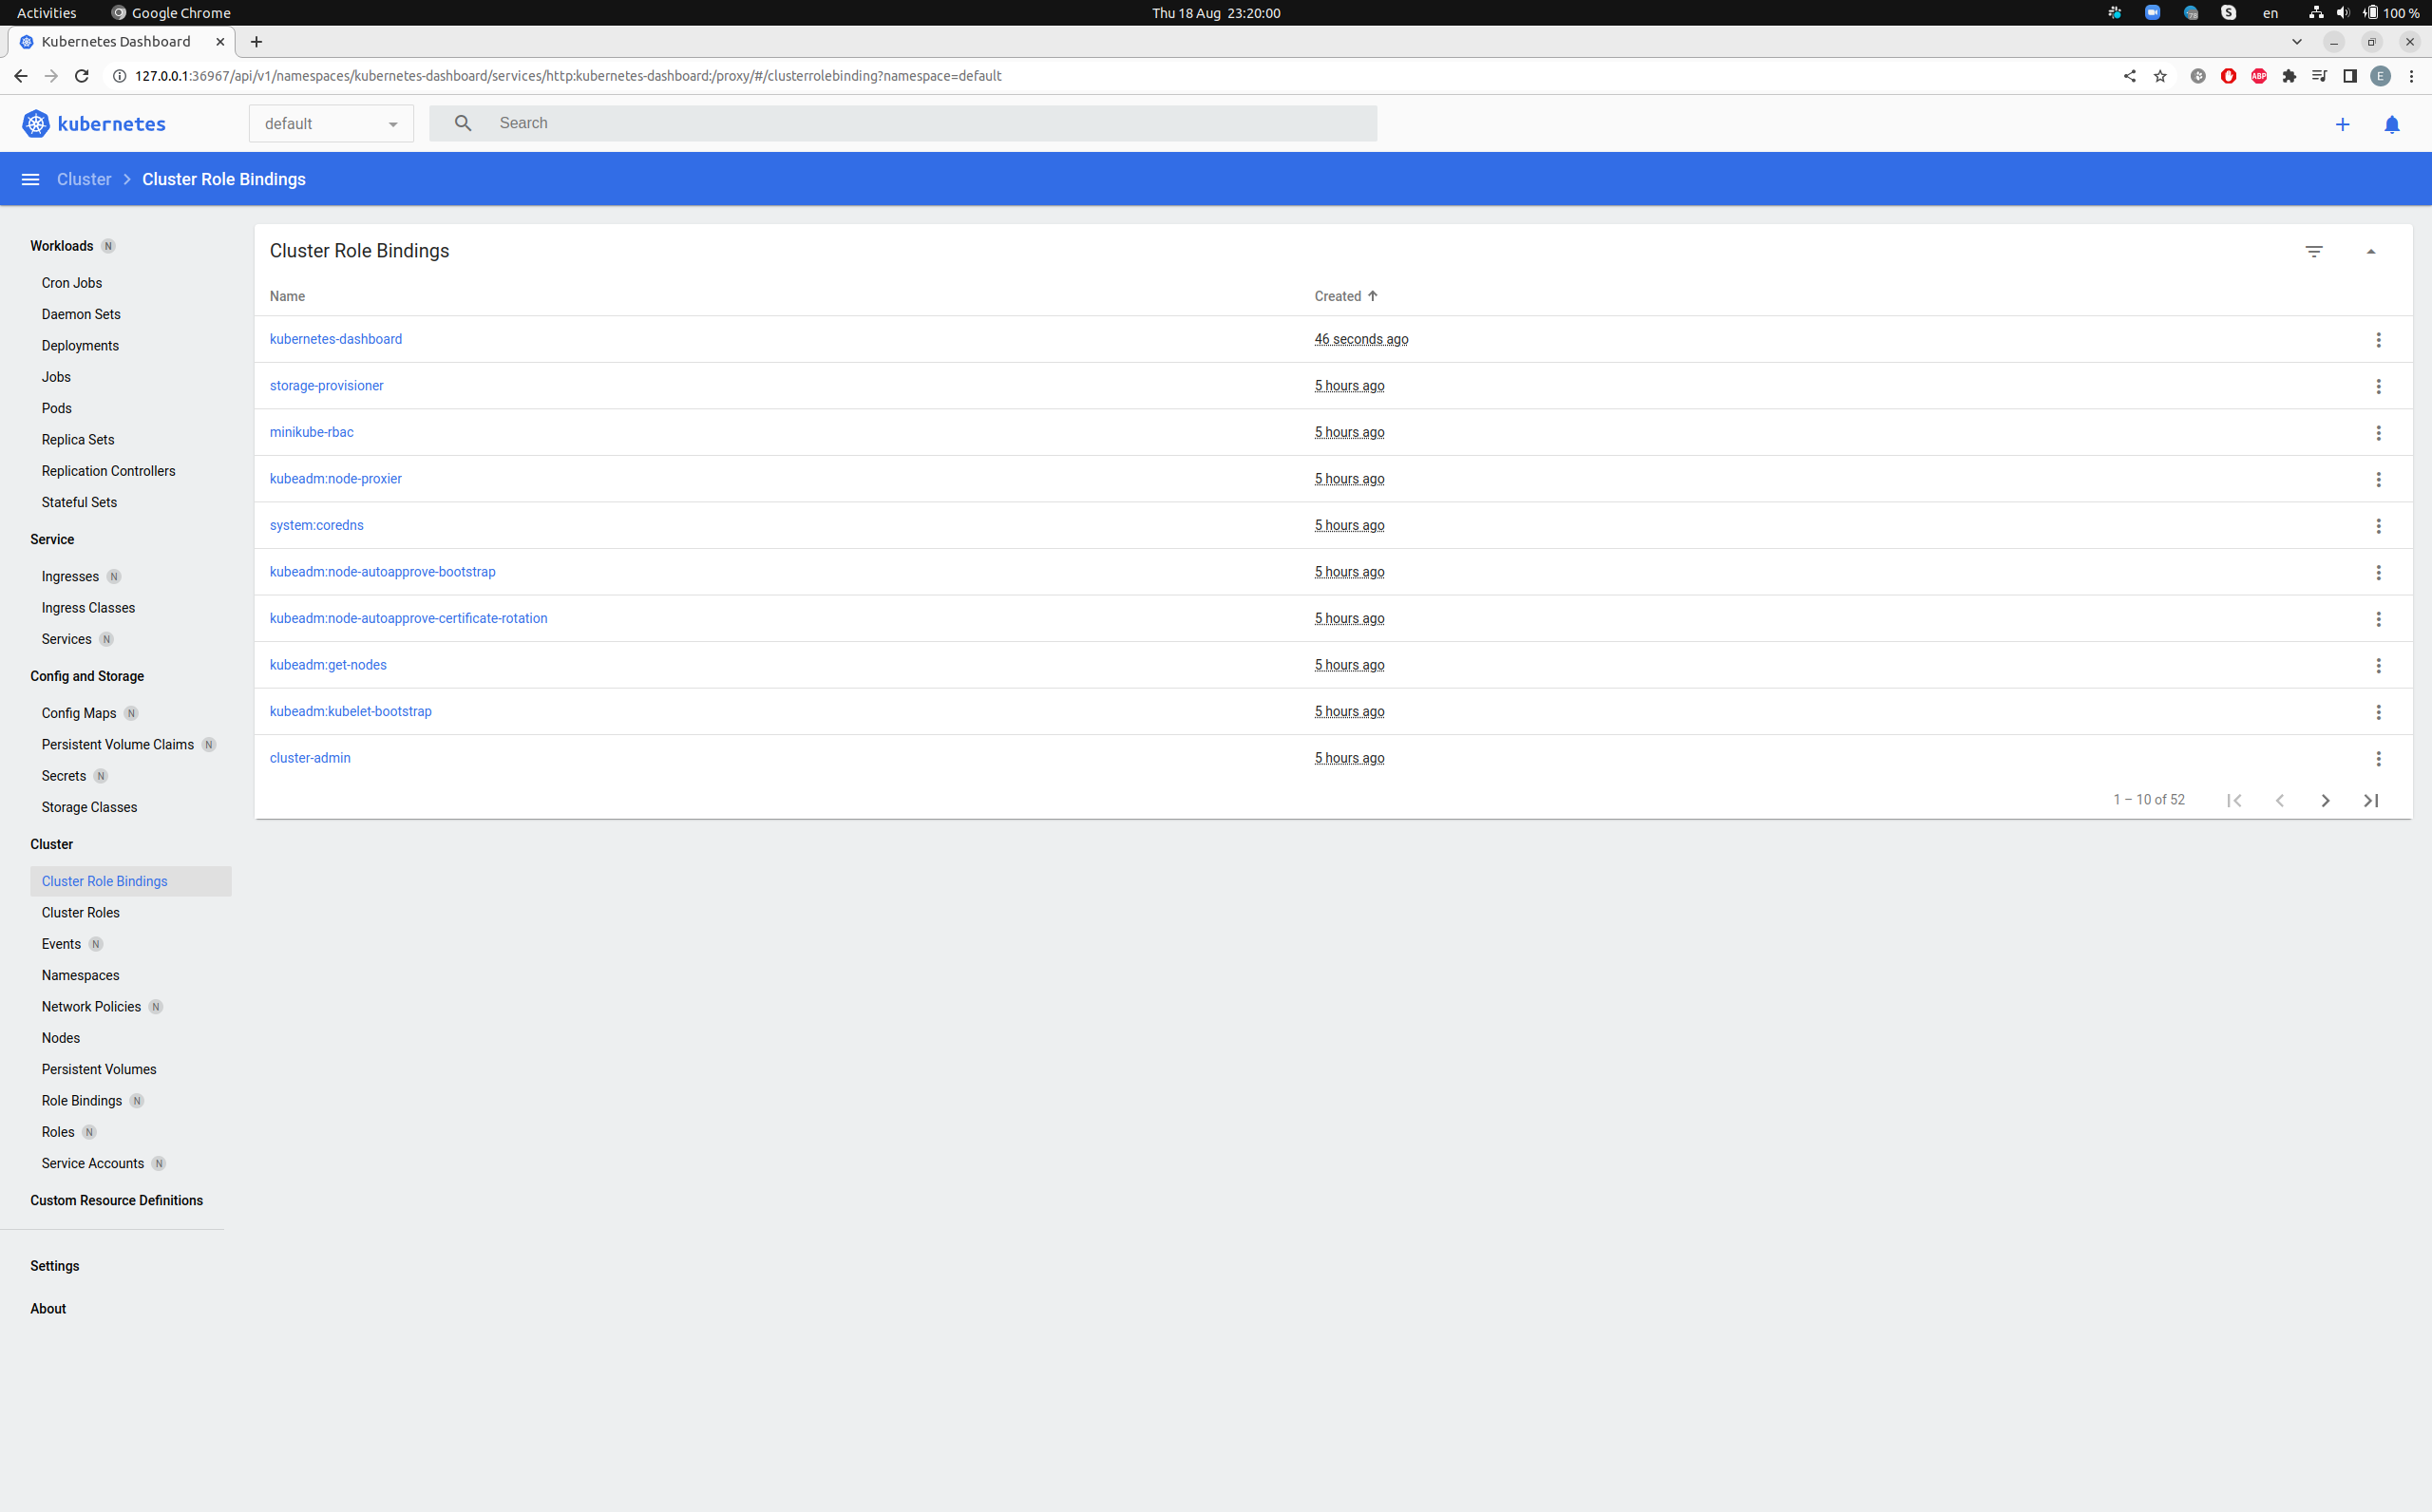 Activities Google Chrome Thu 18 Aug 23:20:00 en 100 %
Kubernetes Dashboard
127.0.0.1:36967/api/v1/namespaces/kubernetes-dashboard/services/http:kubernetes-dashboard:/proxy/#/clusterrolebinding?namespace=default ABP E
kubernetes default Search
Cluster Cluster Role Bindings
Workloads N
Cron Jobs
Daemon Sets
Deployments
Jobs
Pods
Replica Sets
Replication Controllers
Stateful Sets
Service
Ingresses N
Ingress Classes
Services N
Config and Storage
Config Maps N
Persistent Volume Claims N
Secrets N
Storage Classes
Cluster
Cluster Role Bindings
Cluster Roles
Events N
Namespaces
Network Policies N
Nodes
Persistent Volumes
Role Bindings N
Roles N
Service Accounts N
Custom Resource Definitions
Settings
About
Cluster Role Bindings
Name Created
kubernetes-dashboard 46 seconds ago
storage-provisioner 5 hours ago
minikube-rbac 5 hours ago
kubeadm:node-proxier 5 hours ago
system:coredns 5 hours ago
kubeadm:node-autoapprove-bootstrap 5 hours ago
kubeadm:node-autoapprove-certificate-rotation 5 hours ago
kubeadm:get-nodes 5 hours ago
kubeadm:kubelet-bootstrap 5 hours ago
cluster-admin 5 hours ago
1 – 10 of 52